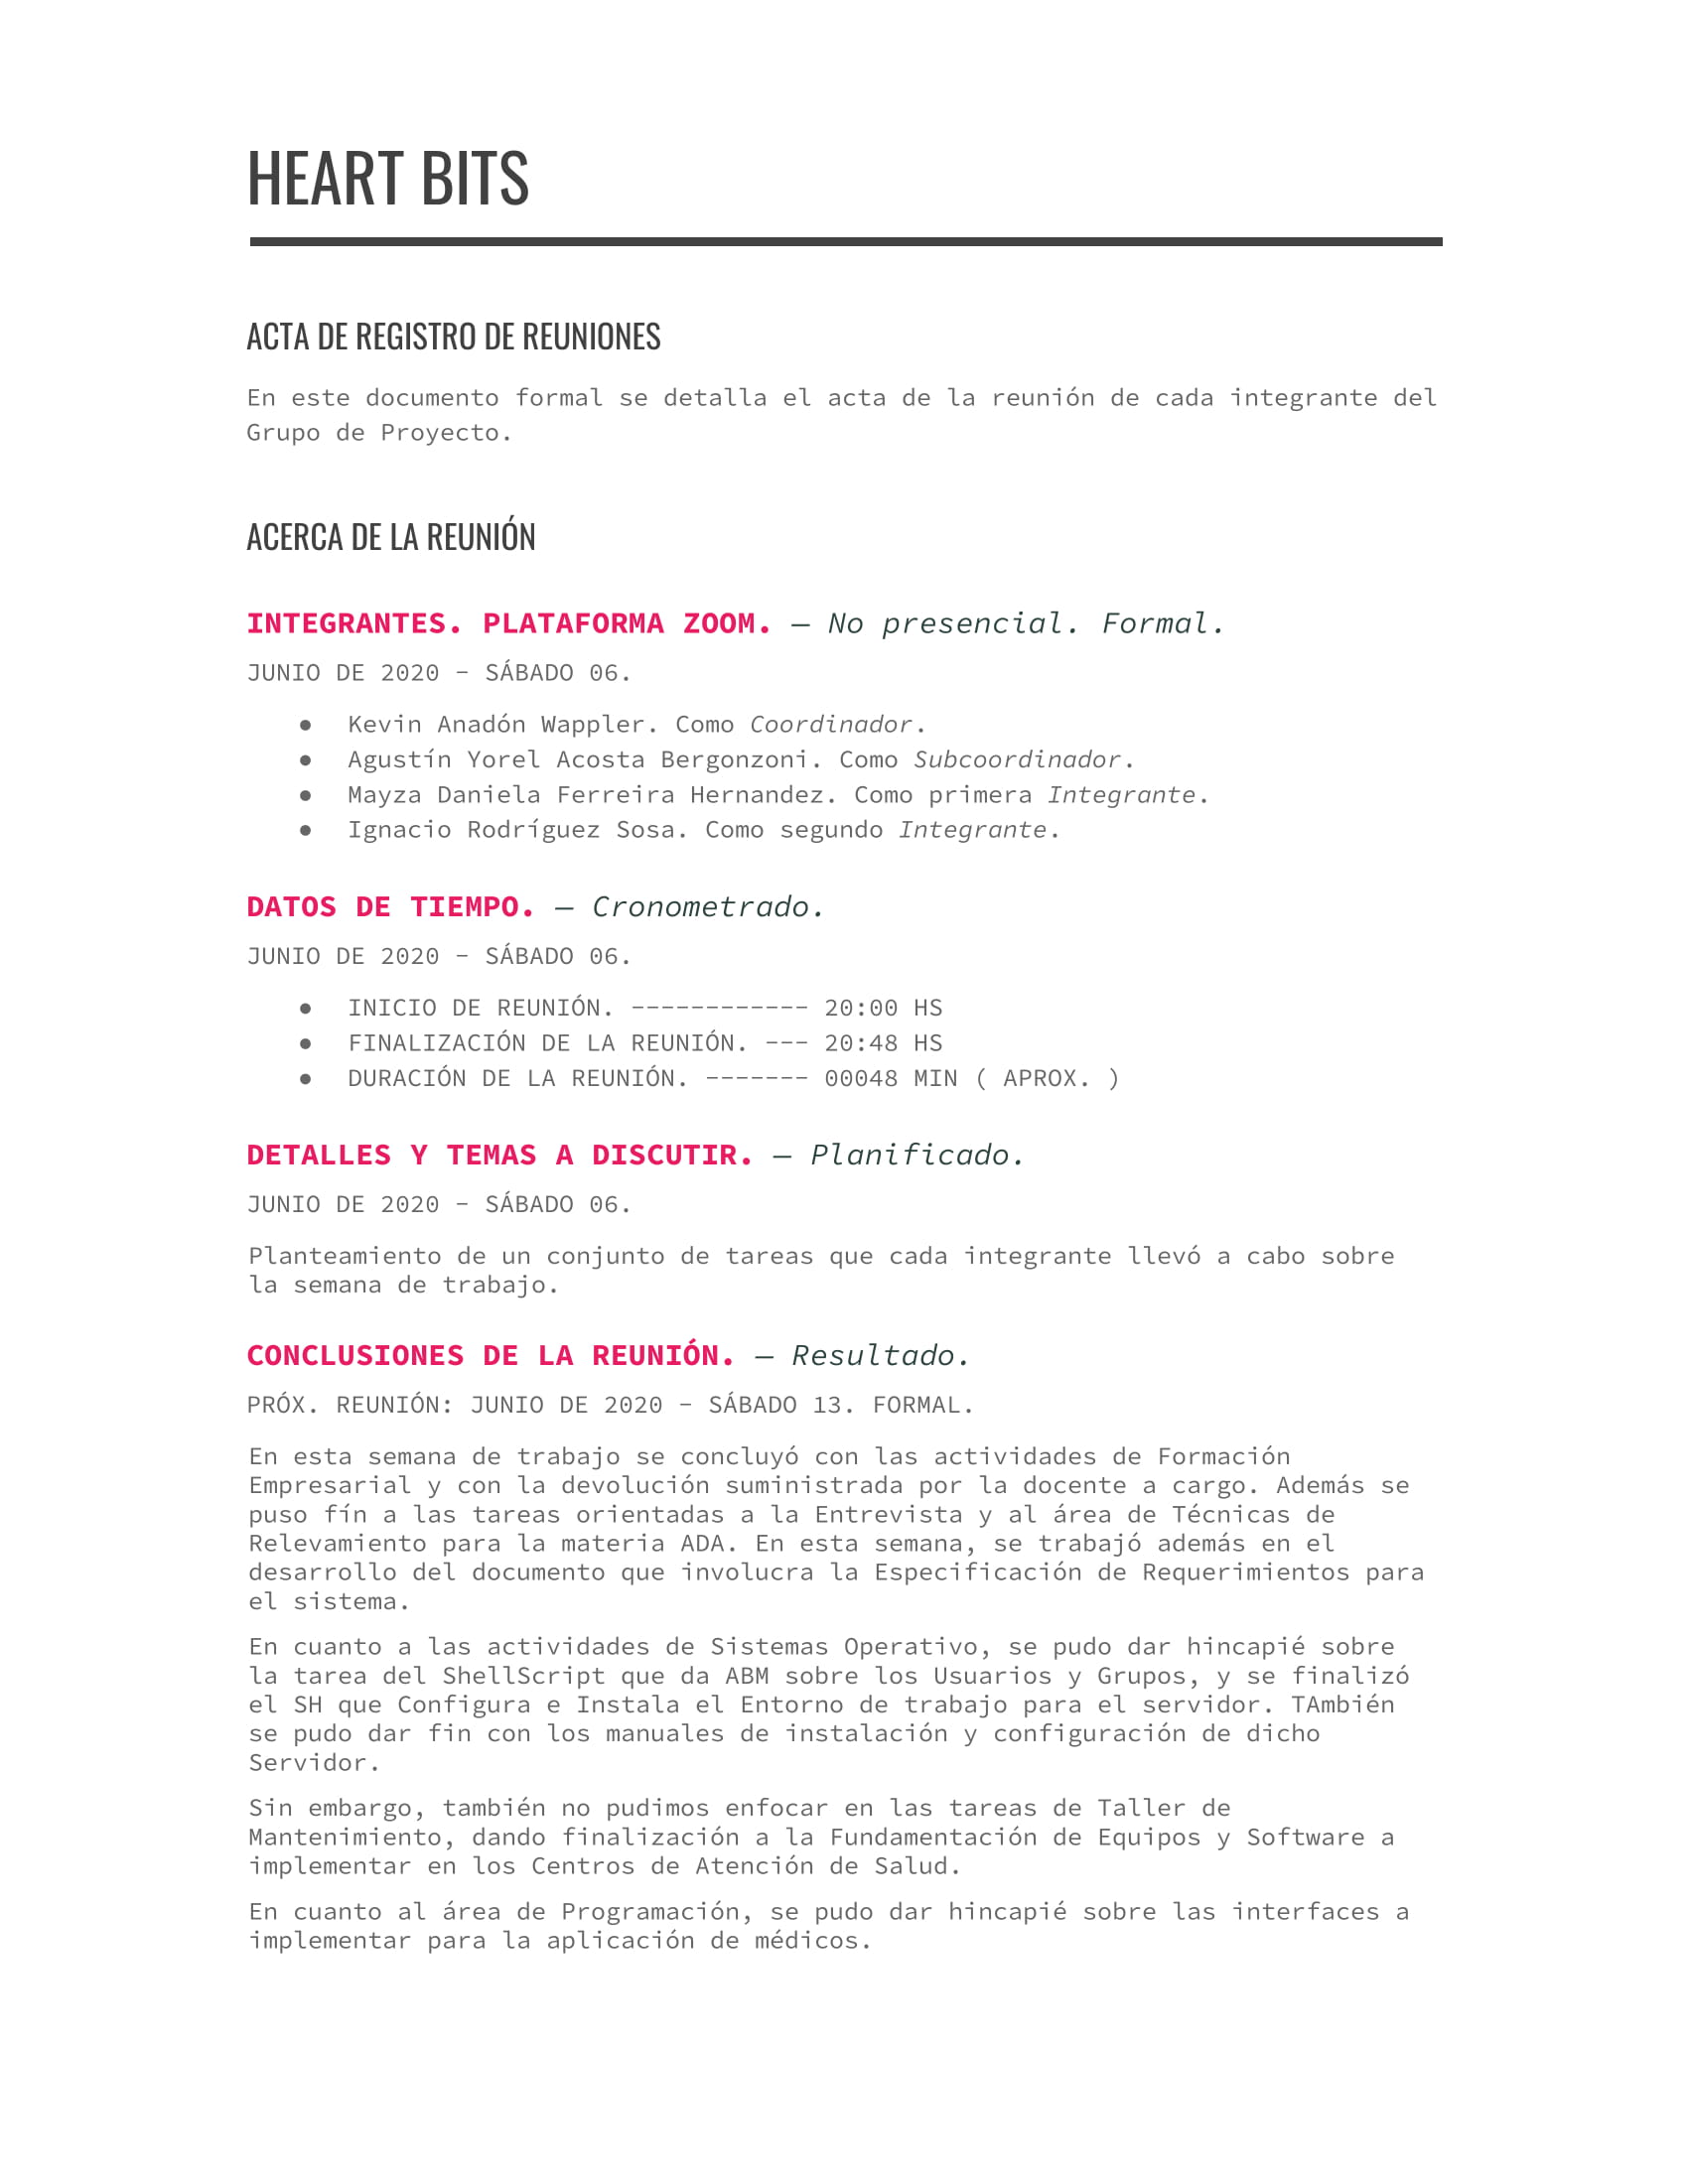 HEART BITS
ACTA DE REGISTRO DE REUNIONES
En este documento formal se detalla el acta de la reunión de cada integrante del
Grupo de Proyecto.
ACERCA DE LA REUNIÓN
INTEGRANTES. PLATAFORMA ZOOM. — No presencial. Formal.
JUNIO DE 2020 - SÁBADO 06.
● Kevin Anadón Wappler. Como Coordinador.
● Agustín Yorel Acosta Bergonzoni. Como Subcoordinador.
● Mayza Daniela Ferreira Hernandez. Como primera Integrante.
● Ignacio Rodríguez Sosa. Como segundo Integrante.
DATOS DE TIEMPO. — Cronometrado.
JUNIO DE 2020 - SÁBADO 06.
● INICIO DE REUNIÓN. ------------ 20:00 HS
● FINALIZACIÓN DE LA REUNIÓN. --- 20:48 HS
● DURACIÓN DE LA REUNIÓN. ------- 00048 MIN ( APROX. )
DETALLES Y TEMAS A DISCUTIR. — Planificado.
JUNIO DE 2020 - SÁBADO 06.
Planteamiento de un conjunto de tareas que cada integrante llevó a cabo sobre
la semana de trabajo.
CONCLUSIONES DE LA REUNIÓN. — Resultado.
PRÓX. REUNIÓN: JUNIO DE 2020 - SÁBADO 13. FORMAL.
En esta semana de trabajo se concluyó con las actividades de Formación
Empresarial y con la devolución suministrada por la docente a cargo. Además se
puso fín a las tareas orientadas a la Entrevista y al área de Técnicas de
Relevamiento para la materia ADA. En esta semana, se trabajó además en el
desarrollo del documento que involucra la Especificación de Requerimientos para
el sistema.
En cuanto a las actividades de Sistemas Operativo, se pudo dar hincapié sobre
la tarea del ShellScript que da ABM sobre los Usuarios y Grupos, y se finalizó
el SH que Configura e Instala el Entorno de trabajo para el servidor. TAmbién
se pudo dar fin con los manuales de instalación y configuración de dicho
Servidor.
Sin embargo, también no pudimos enfocar en las tareas de Taller de
Mantenimiento, dando finalización a la Fundamentación de Equipos y Software a
implementar en los Centros de Atención de Salud.
En cuanto al área de Programación, se pudo dar hincapié sobre las interfaces a
implementar para la aplicación de médicos.